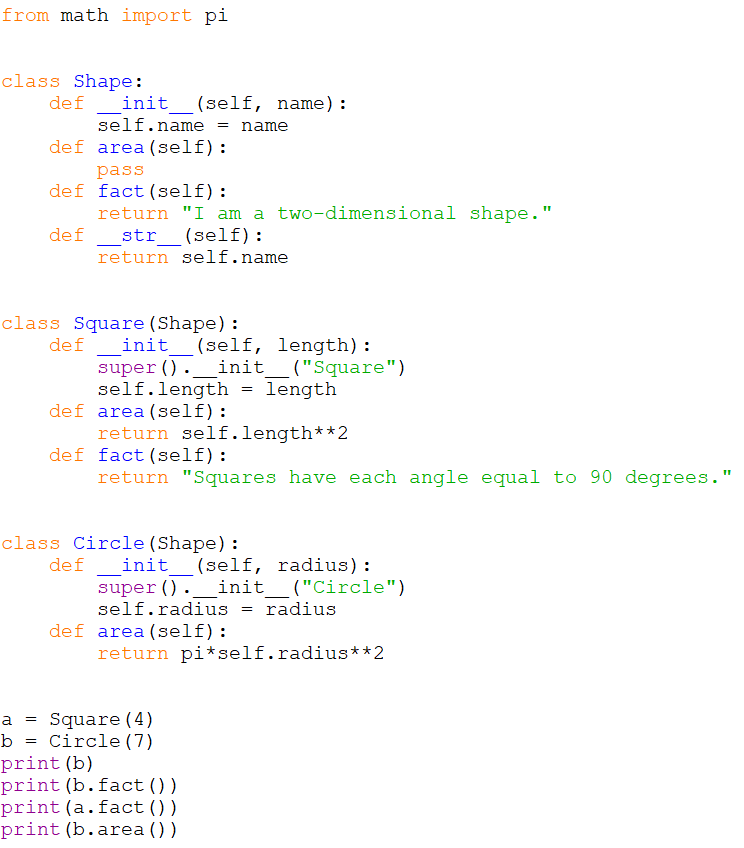 from math import pi
class Shape:
    def __init__(self, name):
        self.name = name
    def area(self):
        pass
    def fact(self):
        return "I am a two-dimensional shape."
    def __str__(self):
        return self.name
class Square(Shape):
    def __init__(self, length):
        super().__init__("Square")
        self.length = length
    def area(self):
        return self.length**2
    def fact(self):
        return "Squares have each angle equal to 90 degrees."
class Circle(Shape):
    def __init__(self, radius):
        super().__init__("Circle")
        self.radius = radius
    def area(self):
        return pi*self.radius**2
a = Square(4)
b = Circle(7)
print(b)
print(b.fact())
print(a.fact())
print(b.area())